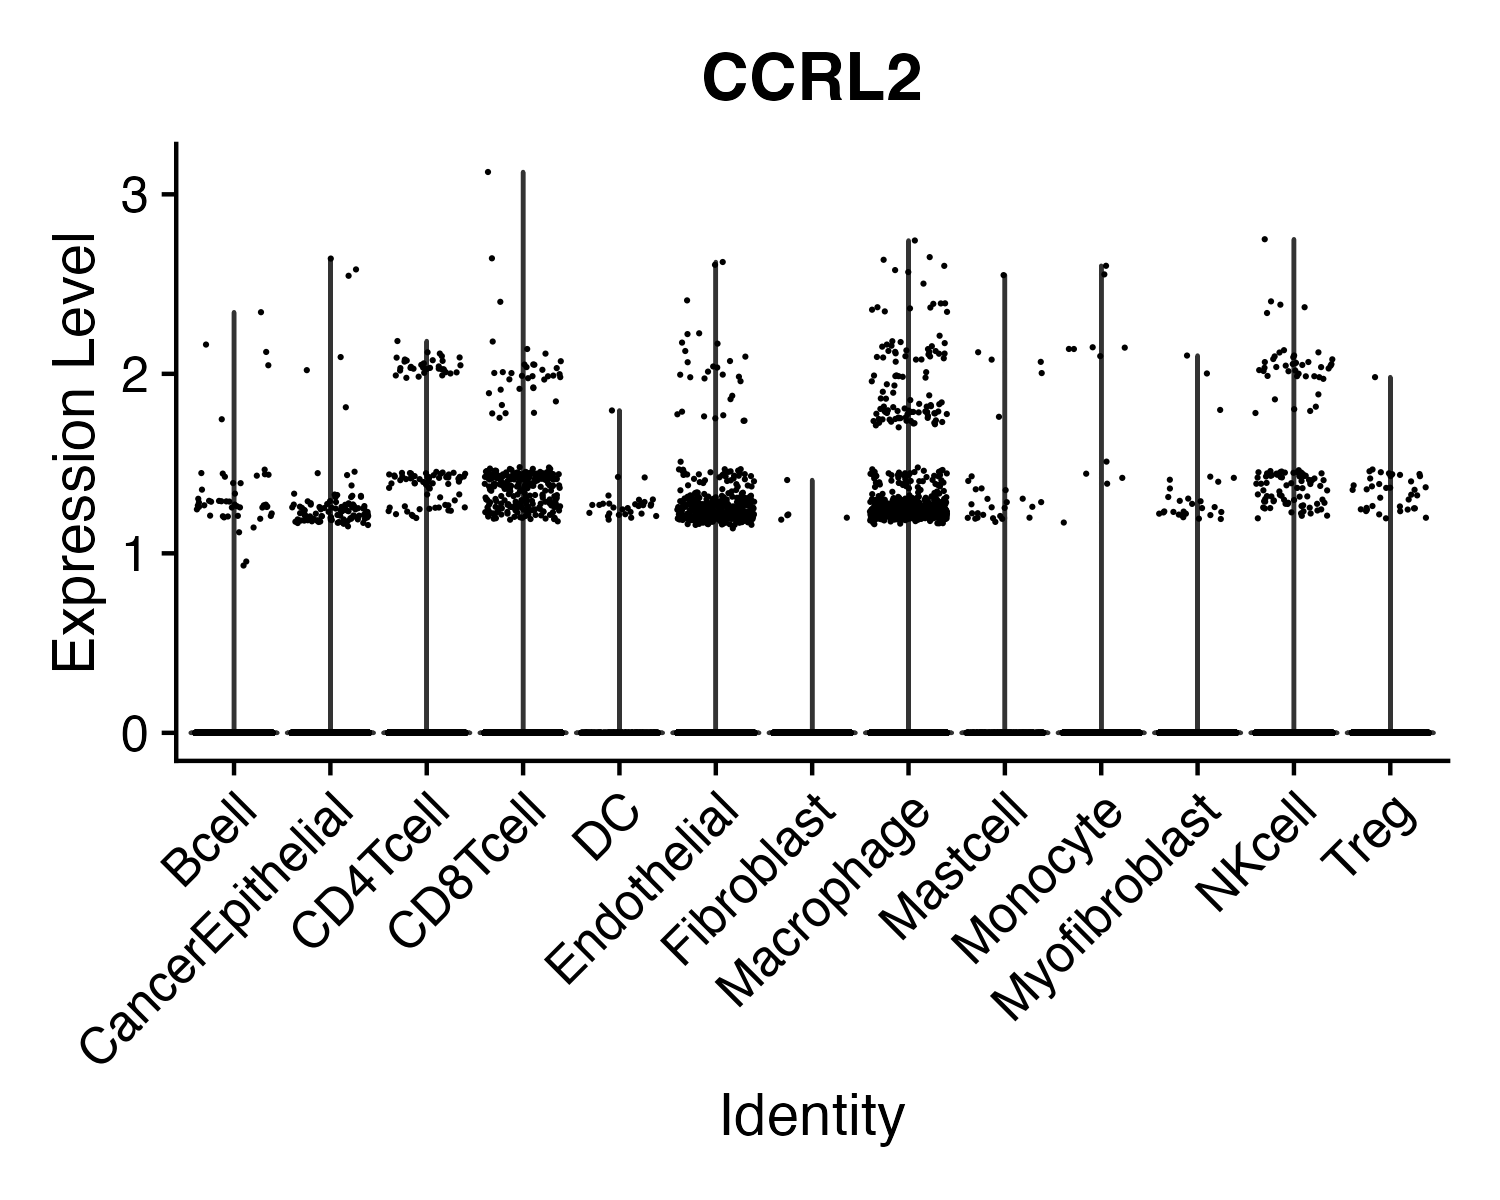 CCRL2
Expression Level
3
2
1
0
Bcell
CancerEpithelial
CD4Tcell
CD8Tcell
DC
Endothelial
Fibroblast
Macrophage
Mastcell
Monocyte
Myofibroblast
NKcell
Treg
Identity